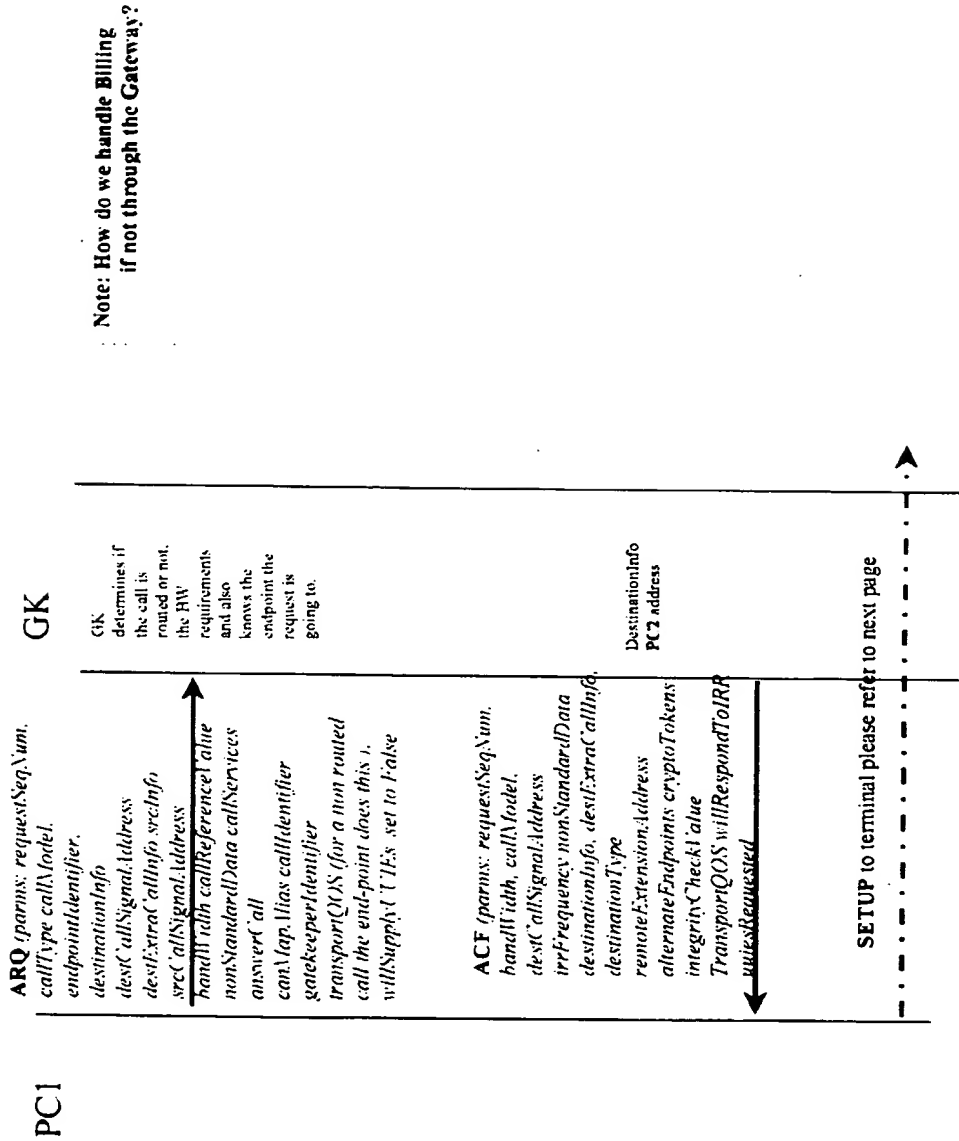 PC1
GK
ARQ (parms: requestSeqNum,
callType callModel,
endpointIdentifier,
destinationInfo
destCallSignalAddress
destExtraCallInfo srcInfo
srcCallSignalAddress
bandWidth callReferenceValue
nonStandardData callServices
answerCall
canMapAlias callIdentifier
gatekeeperIdentifier
transportQOS (for a non routed
call the end-point does this ),
willSupplyUUIEs set to False
GK
determines if
the call is
routed or not,
the BW
requirements
and also
knows the
endpoint the
request is
going to.
Note: How do we handle Billing
if not through the Gateway?
ACF (parms: requestSeqNum,
bandWidth, callModel,
destCallSignalAddress
irrFrequency nonStandardData
destinationInfo, destExtraCallInfo,
destinationType
remoteExtensionAddress
alternateEndpoints cryptoTokens
integrityCheckValue
TransportQOS willRespondToIRR
uuiesRequested
DestinationInfo
PC2 address
SETUP to terminal please refer to next page